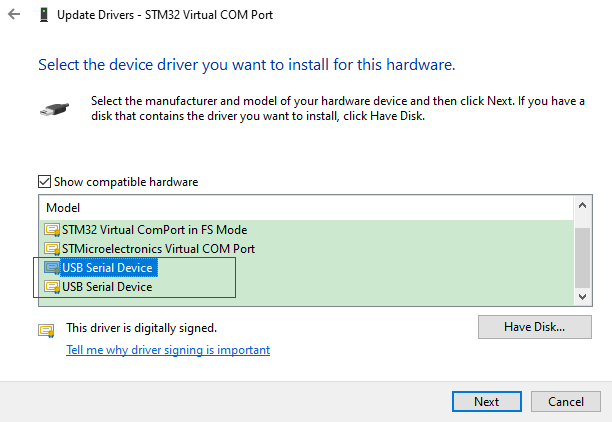 Update Drivers - STM32 Virtual COM Port
Select the device driver you want to install for this hardware.
Select the manufacturer and model of your hardware device and then click Next. If you have a
disk that contains the driver you want to install, click Have Disk.
Show compatible hardware
Model
STM32 Virtual ComPort in FS Mode
STMicroelectronics Virtual COM Port
USB Serial Device
USB Serial Device
This driver is digitally signed.
Have Disk...
Tell me why driver signing is important
Next
Cancel